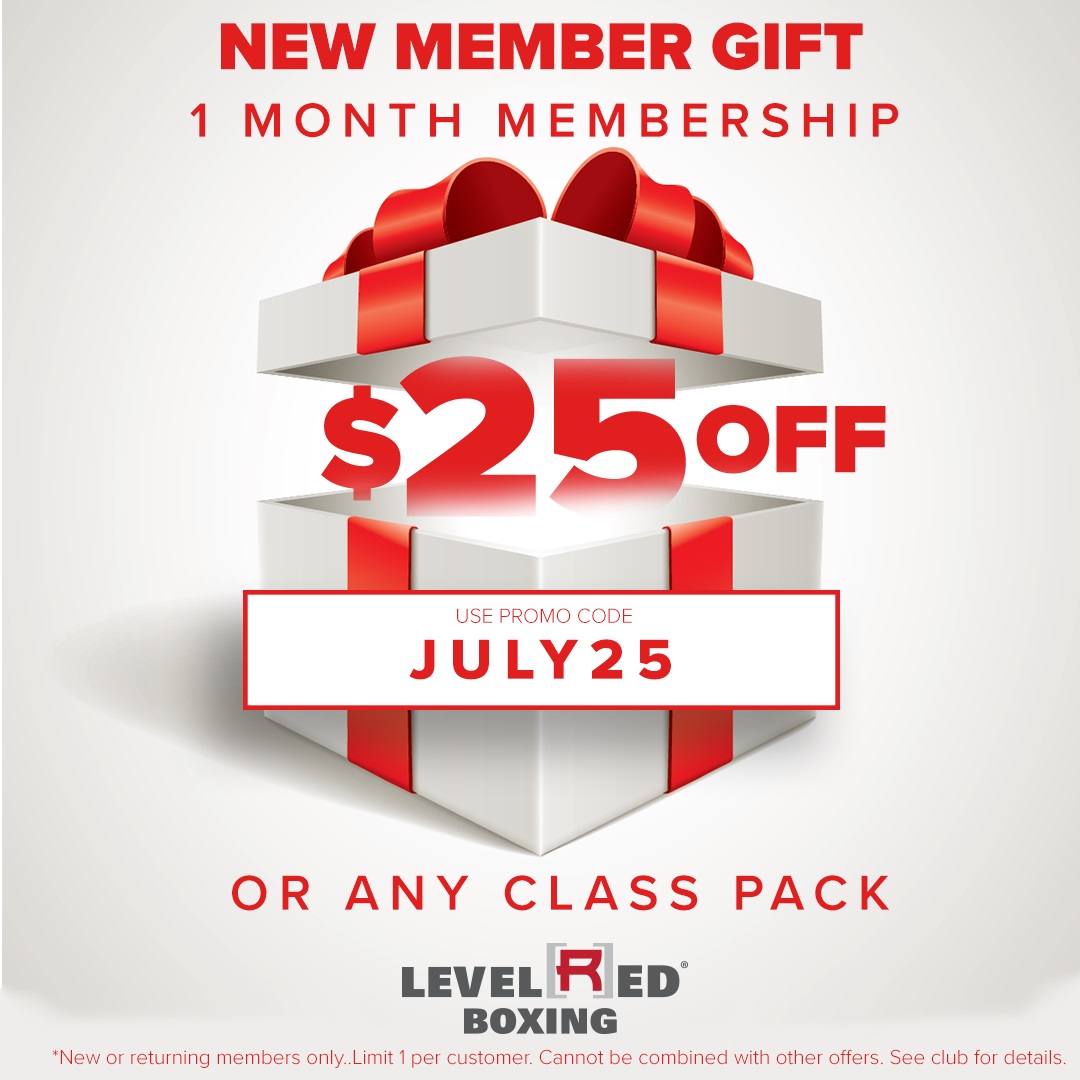 NEW MEMBER GIFT
1 MONTH MEMBERSHIP
$25 OFF
USE PROMO CODE
JULY25
OR ANY CLASS PACK
LEVEL [R]ED®
BOXING
*New or returning members only..Limit 1 per customer. Cannot be combined with other offers. See club for details.